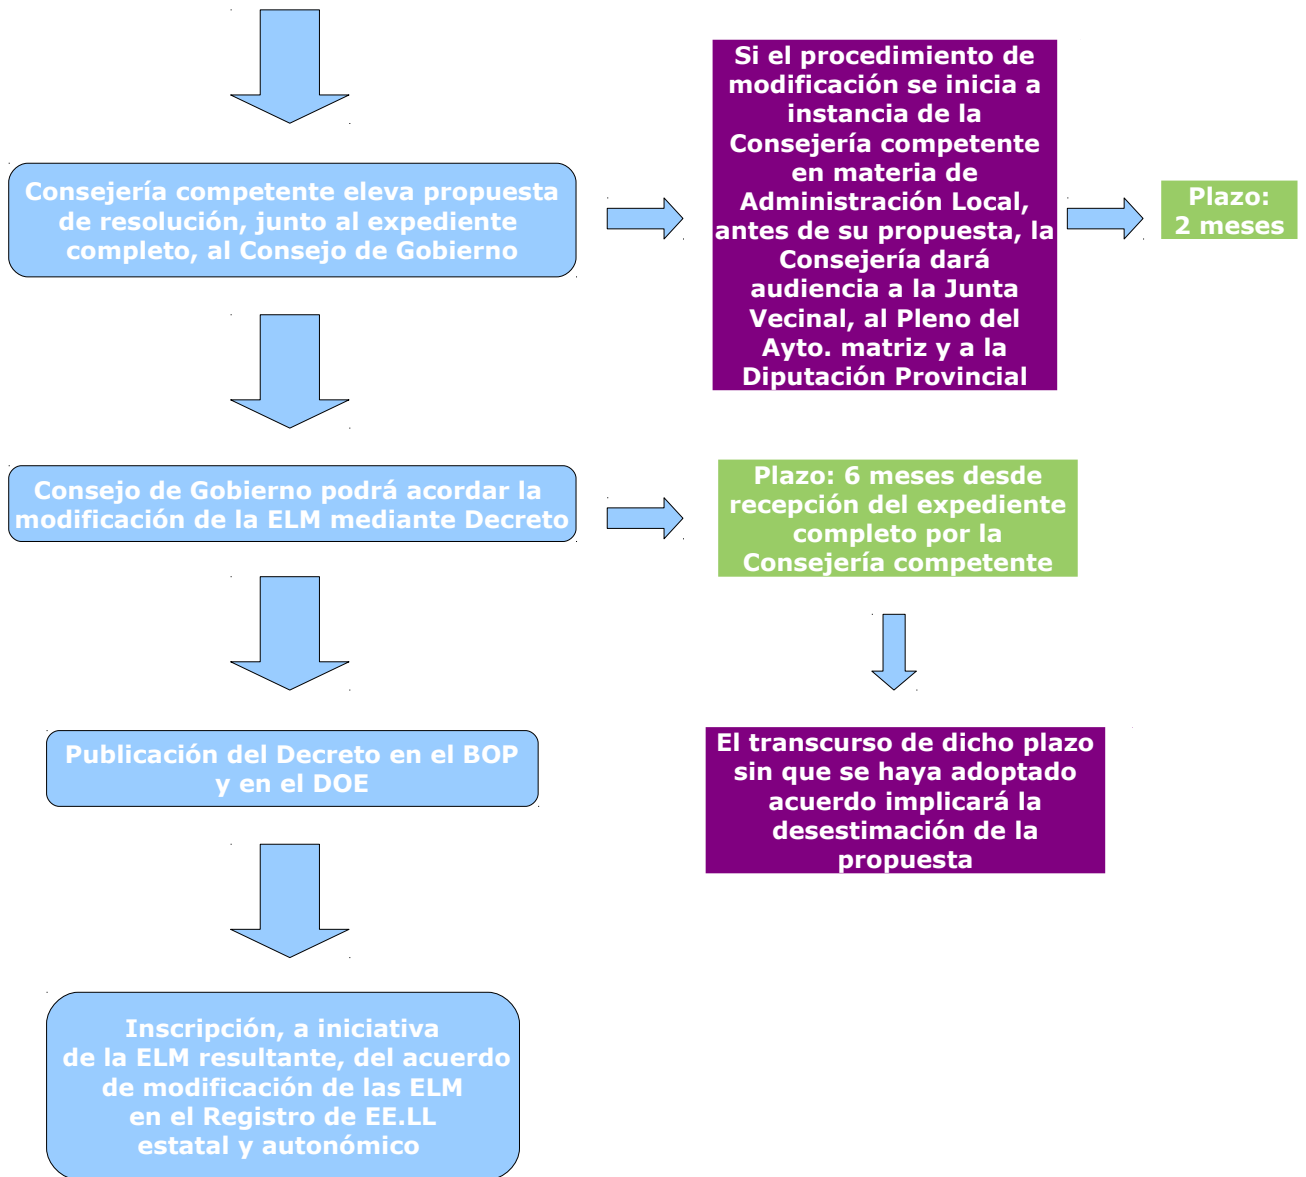 Consejería competente eleva propuesta
de resolución, junto al expediente
completo, al Consejo de Gobierno
Si el procedimiento de
modificación se inicia a
instancia de la
Consejería competente
en materia de
Administración Local,
antes de su propuesta, la
Consejería dará
audiencia a la Junta
Vecinal, al Pleno del
Ayto. matriz y a la
Diputación Provincial
Plazo:
2 meses
Consejo de Gobierno podrá acordar la
modificación de la ELM mediante Decreto
Plazo: 6 meses desde
recepción del expediente
completo por la
Consejería competente
El transcurso de dicho plazo
sin que se haya adoptado
acuerdo implicará la
desestimación de la
propuesta
Publicación del Decreto en el BOP
y en el DOE
Inscripción, a iniciativa
de la ELM resultante, del acuerdo
de modificación de las ELM
en el Registro de EE.LL
estatal y autonómico